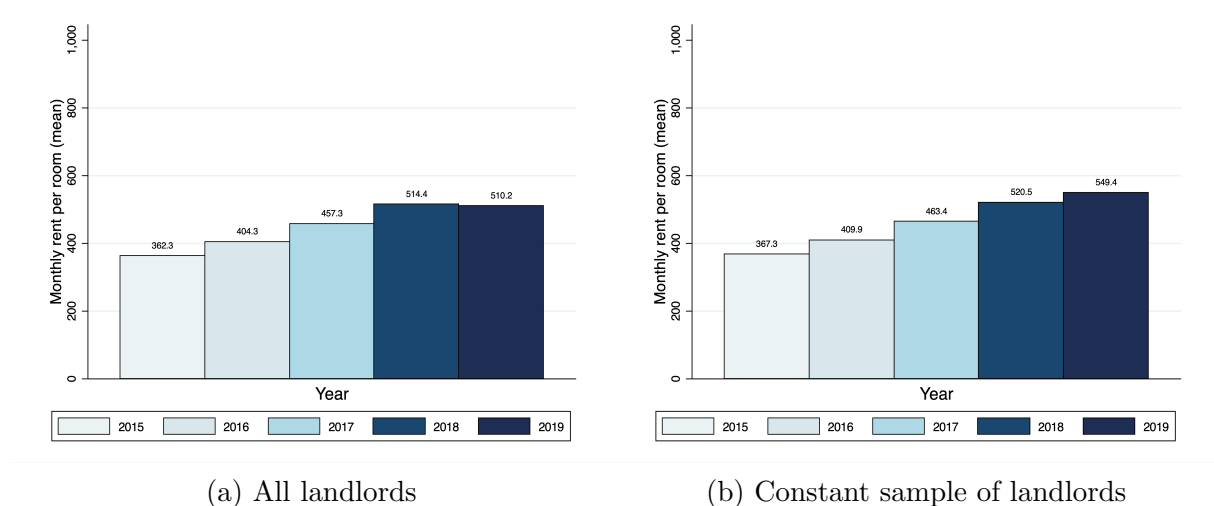 Monthly rent per room (mean)
1,000
800
600
400
200
0
362.3
404.3
457.3
514.4
510.2
Year
2015 2016 2017 2018 2019
(a) All landlords
Monthly rent per room (mean)
1,000
800
600
400
200
0
367.3
409.9
463.4
520.5
549.4
Year
2015 2016 2017 2018 2019
(b) Constant sample of landlords